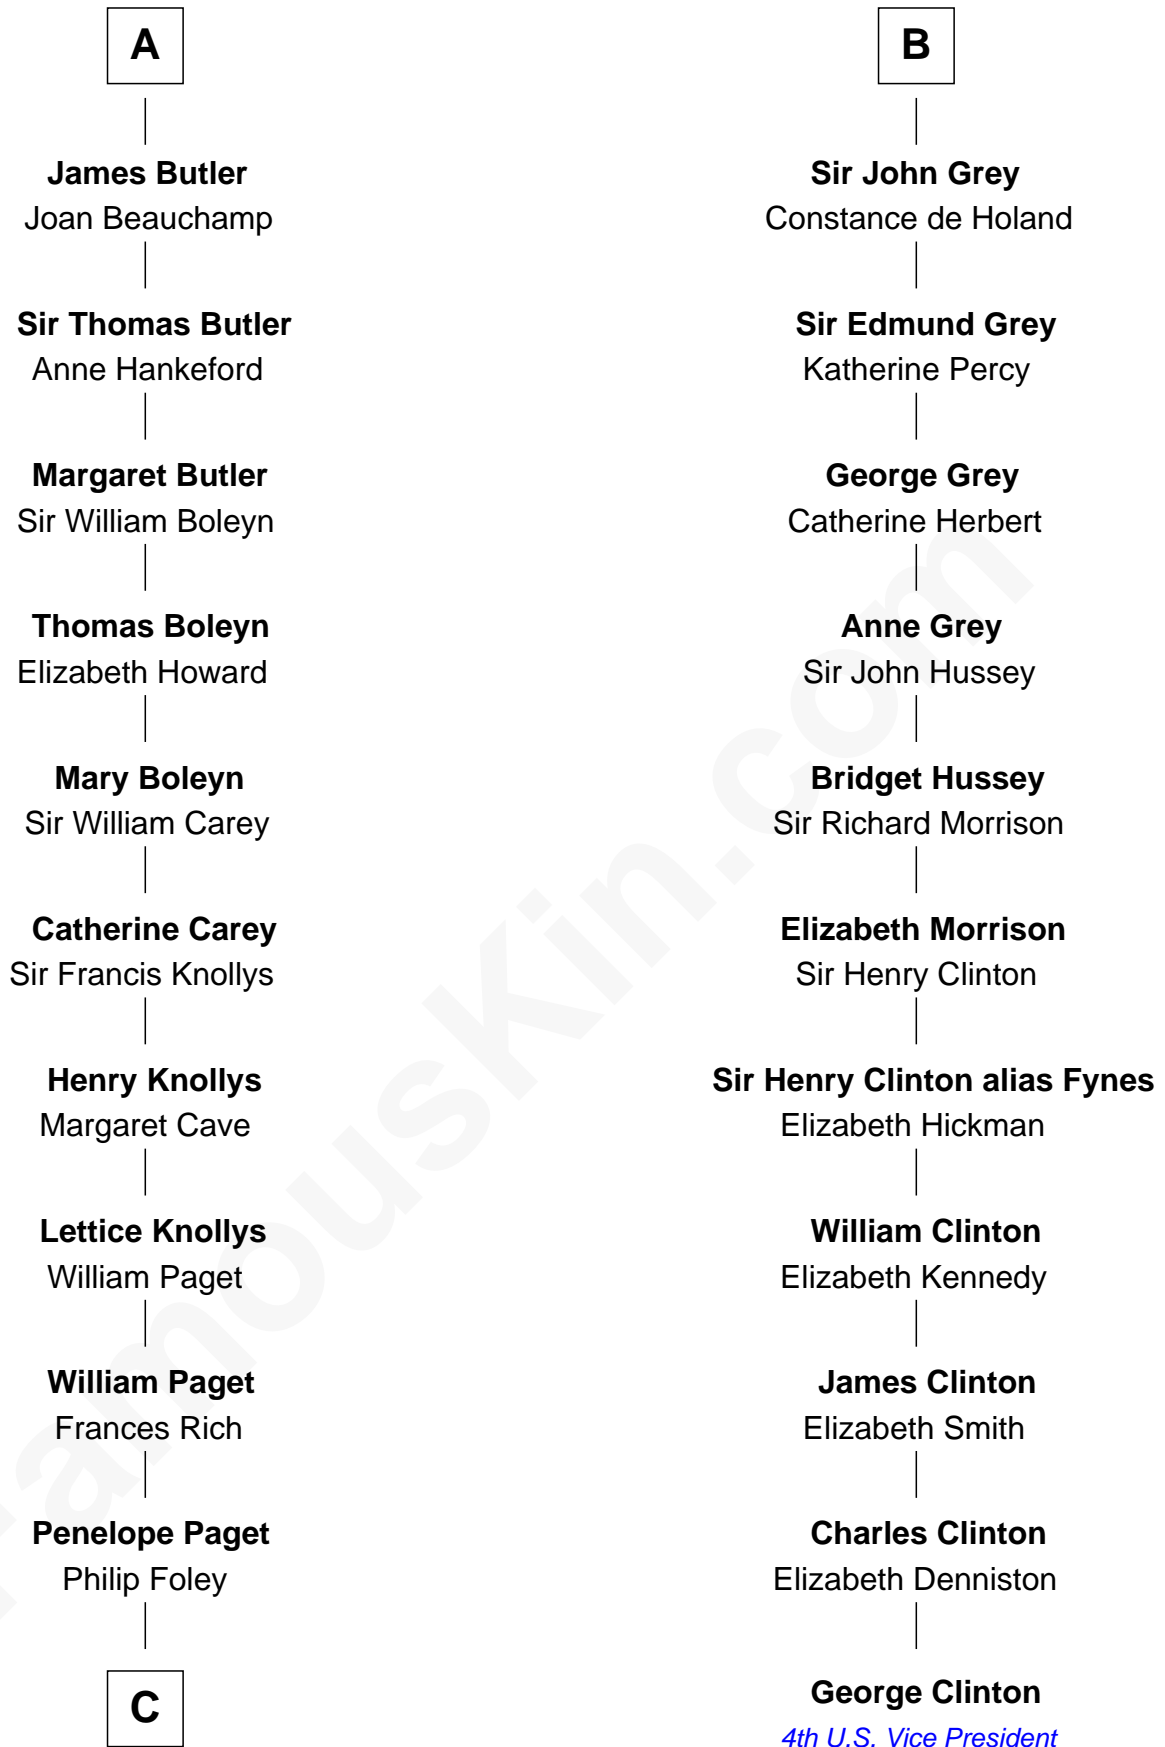 A
James Butler
Joan Beauchamp
Sir Thomas Butler
Anne Hankeford
Margaret Butler
Sir William Boleyn
Thomas Boleyn
Elizabeth Howard
Mary Boleyn
Sir William Carey
Catherine Carey
Sir Francis Knollys
Henry Knollys
Margaret Cave
Lettice Knollys
William Paget
William Paget
Frances Rich
Penelope Paget
Philip Foley
C
B
Sir John Grey
Constance de Holand
Sir Edmund Grey
Katherine Percy
George Grey
Catherine Herbert
Anne Grey
Sir John Hussey
Bridget Hussey
Sir Richard Morrison
Elizabeth Morrison
Sir Henry Clinton
Sir Henry Clinton alias Fynes
Elizabeth Hickman
William Clinton
Elizabeth Kennedy
James Clinton
Elizabeth Smith
Charles Clinton
Elizabeth Denniston
George Clinton
4th U.S. Vice President
FamousKin.com